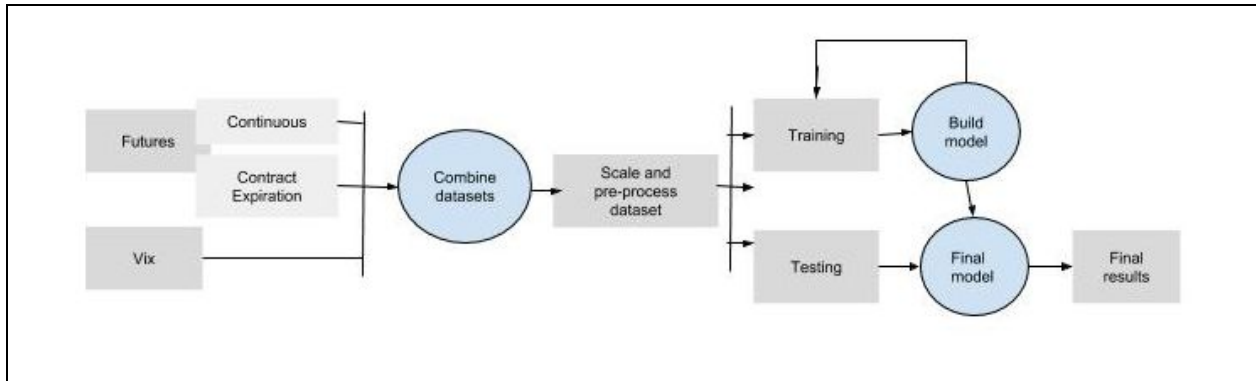 Futures
Continuous
Contract
Expiration
Vix
Combine
datasets
Scale and
pre-process
dataset
Training
Build
model
Testing
Final
model
Final
results